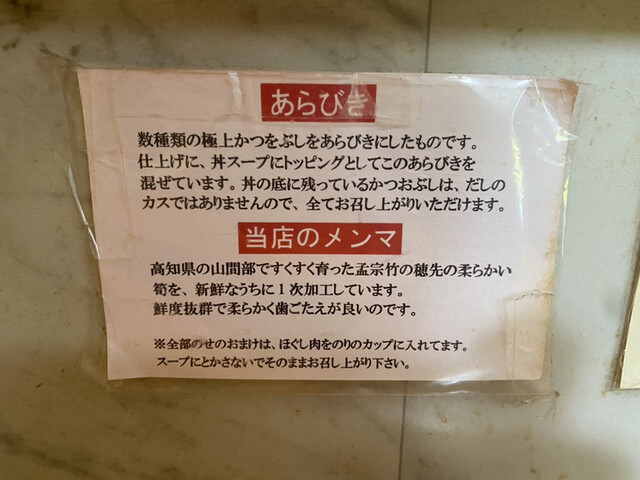 あらびき
数種類の極上かつをぶしをあらびきにしたものです。
仕上げに、丼スープにトッピングとしてこのあらびきを
混ぜています。丼の底に残っているかつおぶしは、だしの
カスではありませんので、全てお召し上がりいただけます。
当店のメンマ
高知県の山間部ですくすく育った孟宗竹の穂先の柔らかい
筍を、新鮮なうちに1次加工しています。
鮮度抜群で柔らかく歯ごたえが良いのです。
※全部のせのおまけは、ほぐし肉をのりのカップに入れてます。
スープにとかさないでそのままお召し上がり下さい。